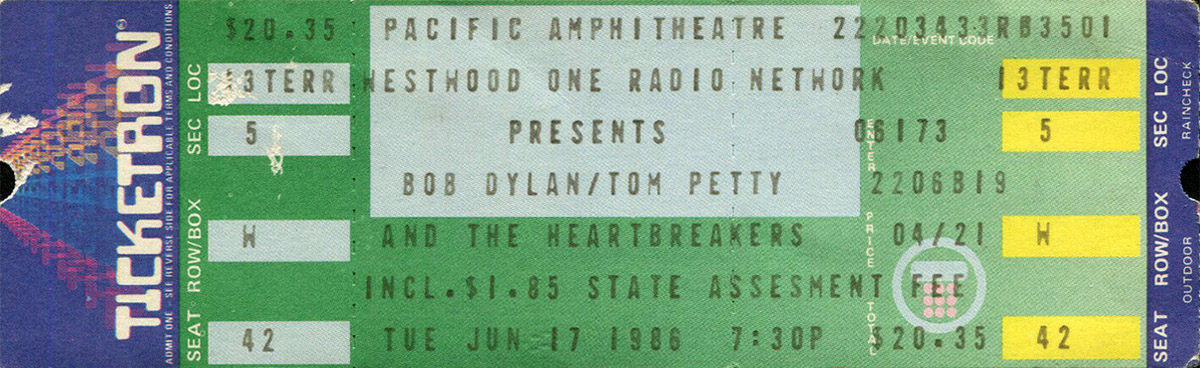 TICKETRON®
ADMIT ONE - SEE REVERSE SIDE FOR APPLICABLE TERMS AND CONDITIONS
$20.35 PACIFIC AMPHITHEATRE 22203433RB3501
DATE/EVENT CODE
LOC 13TERR WESTWOOD ONE RADIO NETWORK 13TERR LOC
SEC 5 PRESENTS 06173 5 SEC
ENTER
BOB DYLAN/TOM PETTY 2206B19
ROW/BOX W AND THE HEARTBREAKERS 04/21 W ROW/BOX
PRICE
INCL.$1.85 STATE ASSESMENT FEE
SEAT 42 TUE JUN 17 1986 7:30P $20.35 42 SEAT
TOTAL
RAINCHECK
OUTDOOR